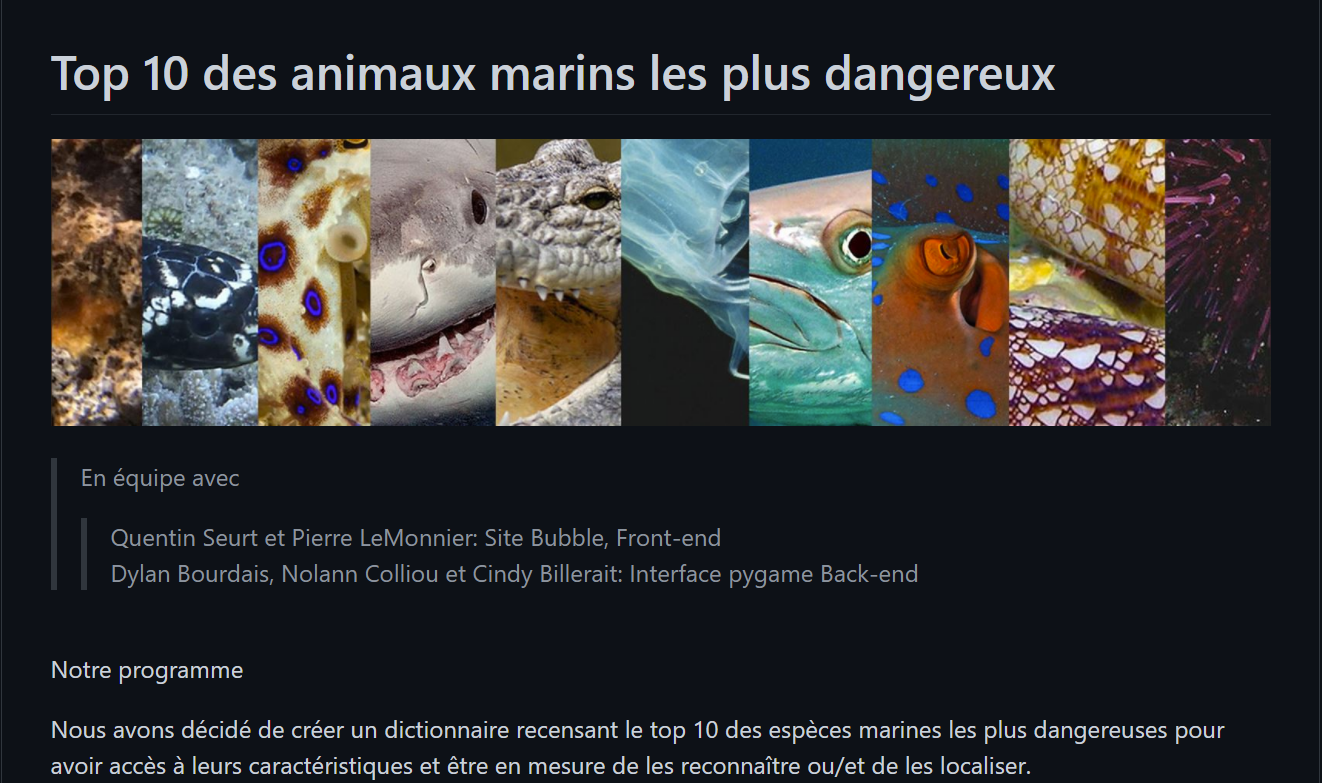 Top 10 des animaux marins les plus dangereux
En équipe avec
Quentin Seurt et Pierre LeMonnier: Site Bubble, Front-end
Dylan Bourdais, Nolann Colliou et Cindy Billerait: Interface pygame Back-end
Notre programme
Nous avons décidé de créer un dictionnaire recensant le top 10 des espèces marines les plus dangereuses pour
avoir accès à leurs caractéristiques et être en mesure de les reconnaître ou/et de les localiser.